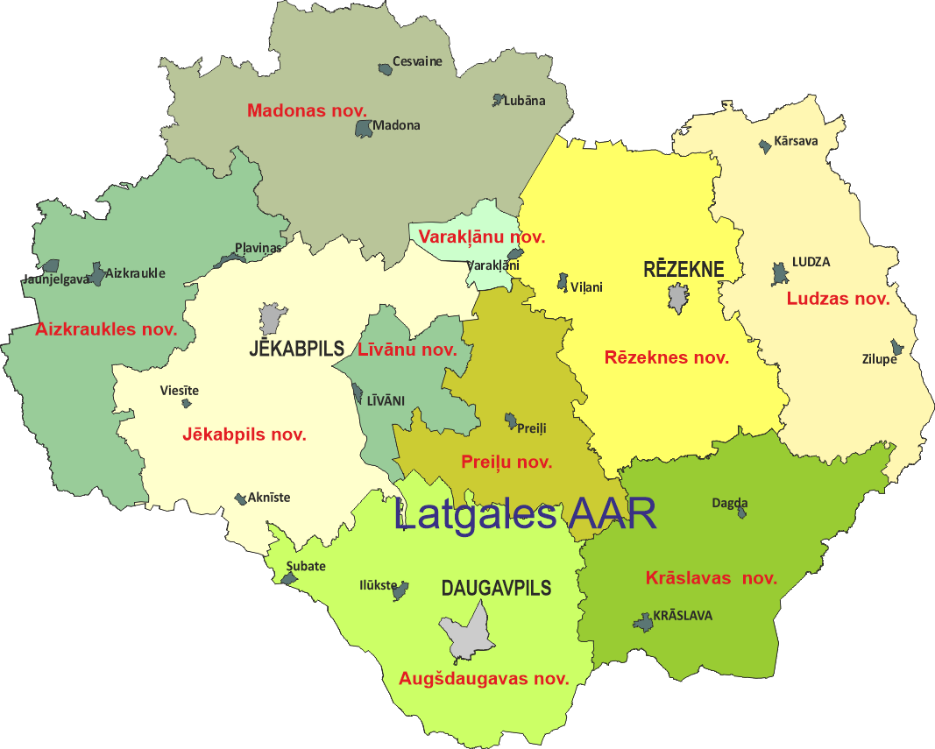 Cesvaine
Lubāna
Madonas nov.
Madona
Kārsava
Varakļānu nov.
Pļaviņas
Varakļāni
RĒZEKNE
LUDZA
Jaunjelgava
Aizkraukle
Viļani
Ludzas nov.
Aizkraukles nov.
JĒKABPILS
Līvānu nov.
Rēzeknes nov.
Zilupe
Viesīte
LĪVĀNI
Jēkabpils nov.
Preiļi
Preiļu nov.
Aknīste
Latgales AAR
Dagda
Subate
Ilūkste
DAUGAVPILS
Krāslavas nov.
KRĀSLAVA
Augšdaugavas nov.